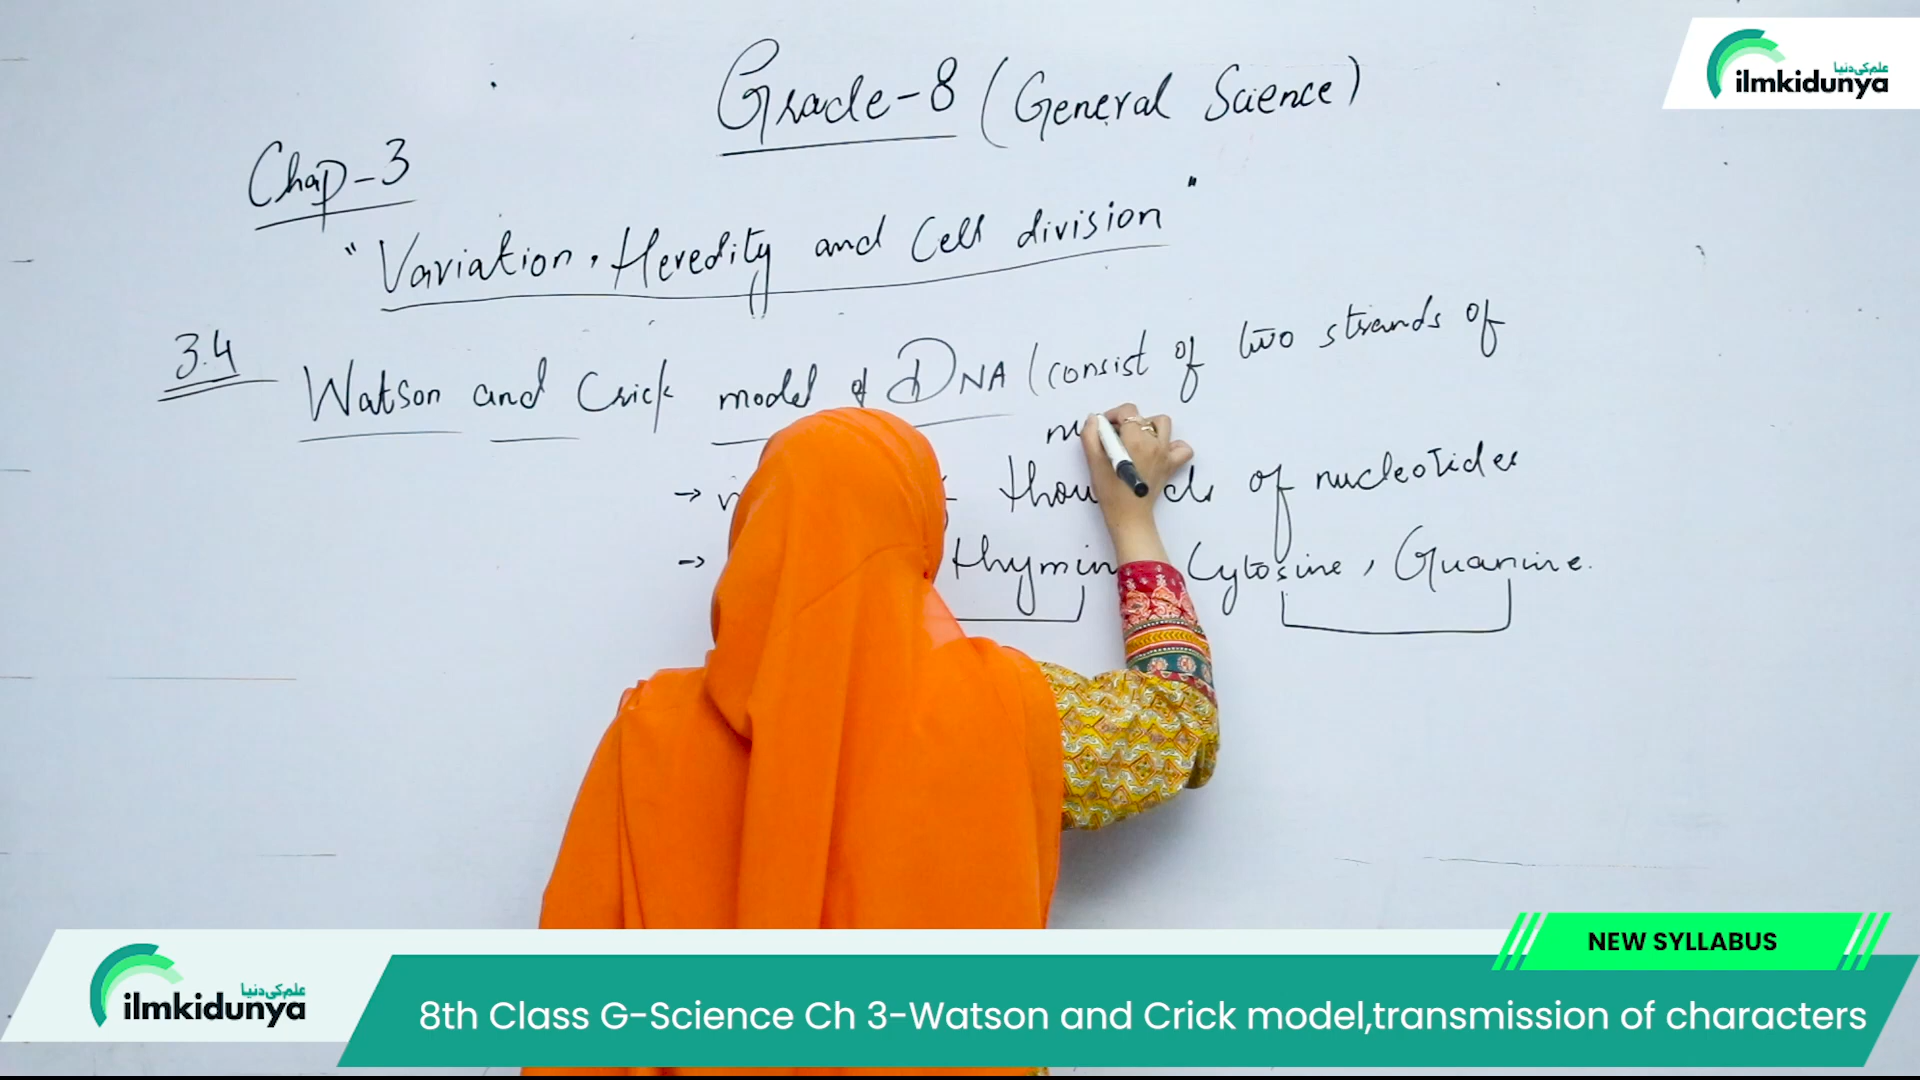 Grade-8 (General Science)
علم کی دنیا
ilmkidunya
Chap-3
"Variation, Heredity and Cell division"
3.4
Watson and Crick model of DNA (consist of two strands of
→ of nucleotides
→ Cytosine, Guanine.
NEW SYLLABUS
علم کی دنیا
ilmkidunya
8th Class G-Science Ch 3-Watson and Crick model,transmission of characters